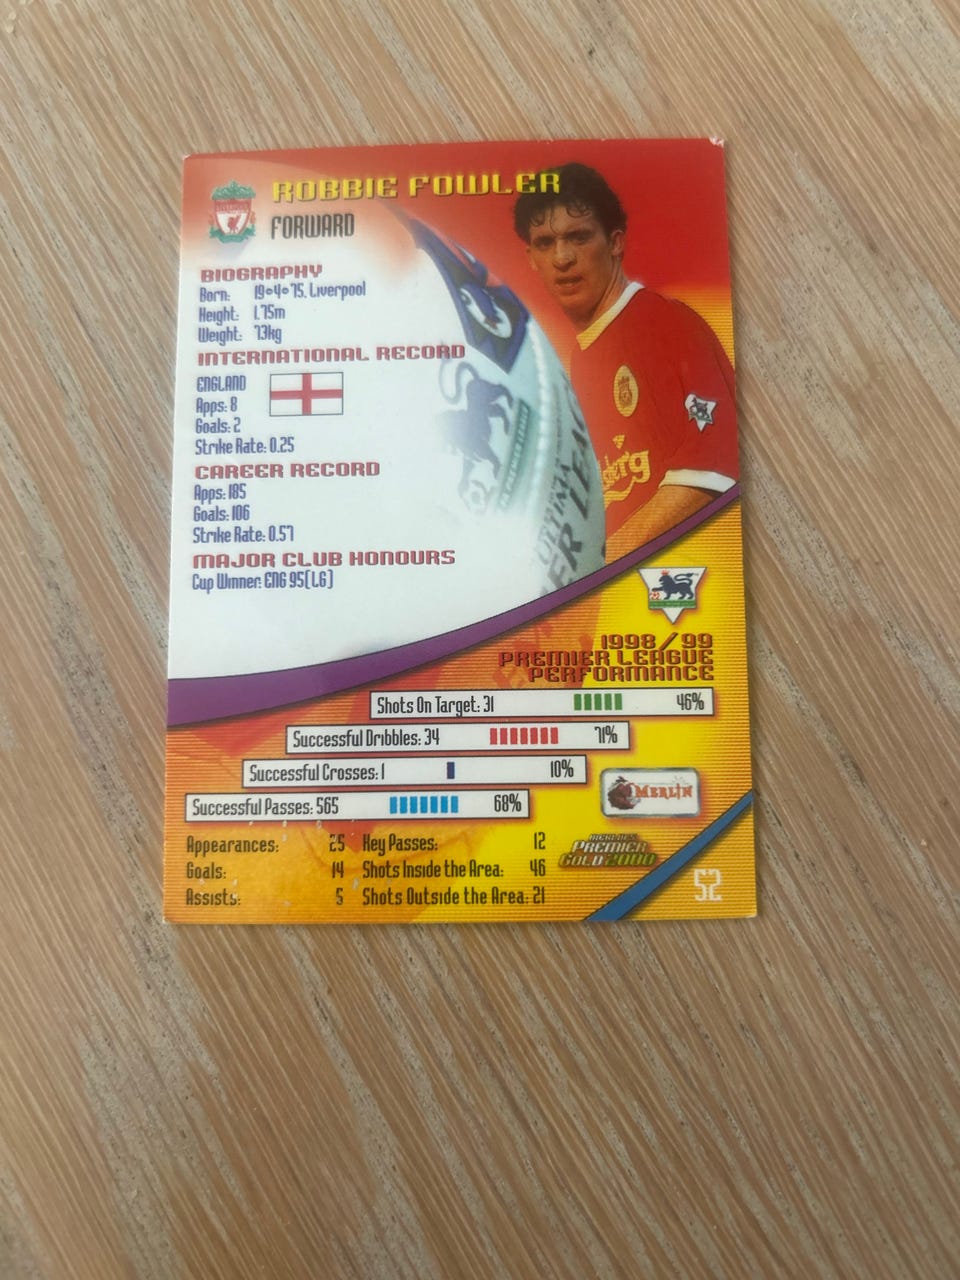 ROBBIE FOWLER
FORWARD
BIOGRAPHY
Born: 19•4•75. Liverpool
Height: 1.75m
Weight: 73kg
INTERNATIONAL RECORD
ENGLAND
Apps: 8
Goals: 2
Strike Rate: 0.25
CAREER RECORD
Apps: 185
Goals: 106
Strike Rate: 0.57
MAJOR CLUB HONOURS
Cup Winner: ENG 95(LG)
1998/99
PREMIER LEAGUE
PERFORMANCE
Shots On Target: 31 46%
Successful Dribbles: 34 71%
Successful Crosses: 1 10%
Successful Passes: 565 68%
MERLIN
Appearances: 25 Key Passes: 12
Goals: 14 Shots Inside the Area: 46
Assists: 5 Shots Outside the Area: 21
MERLIN'S
PREMIER
GOLD 2000
52